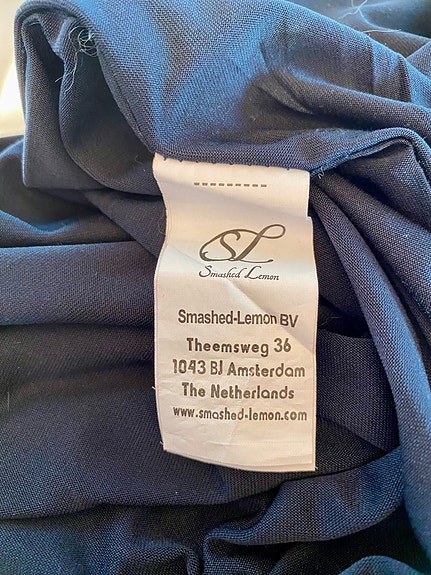 SL
Smashed Lemon
Smashed-Lemon BV
Theemsweg 36
1043 BJ Amsterdam
The Netherlands
www.smashed-lemon.com